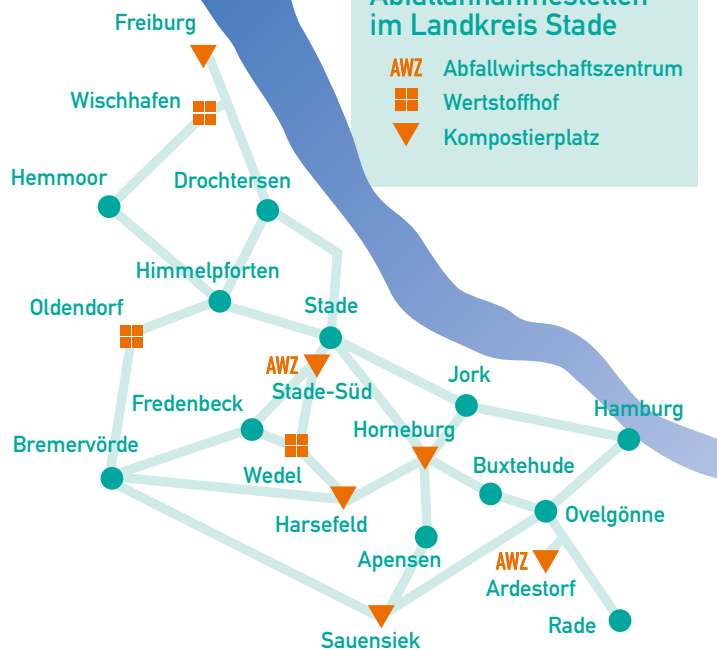 Abfallannahmestellen
im Landkreis Stade
AWZ Abfallwirtschaftszentrum
Wertstoffhof
Kompostierplatz
Freiburg
Wischhafen
Hemmoor
Drochtersen
Himmelpforten
Oldendorf
Stade
AWZ
Stade-Süd
Jork
Fredenbeck
Hamburg
Horneburg
Bremervörde
Buxtehude
Wedel
Ovelgönne
Harsefeld
Apensen
AWZ
Ardestorf
Rade
Sauensiek